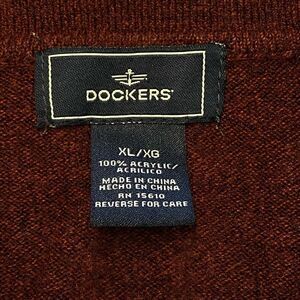 DOCKERS®
XL/XG
100% ACRYLIC/
ACRILICO
MADE IN CHINA
HECHO EN CHINA
RN 15610
REVERSE FOR CARE